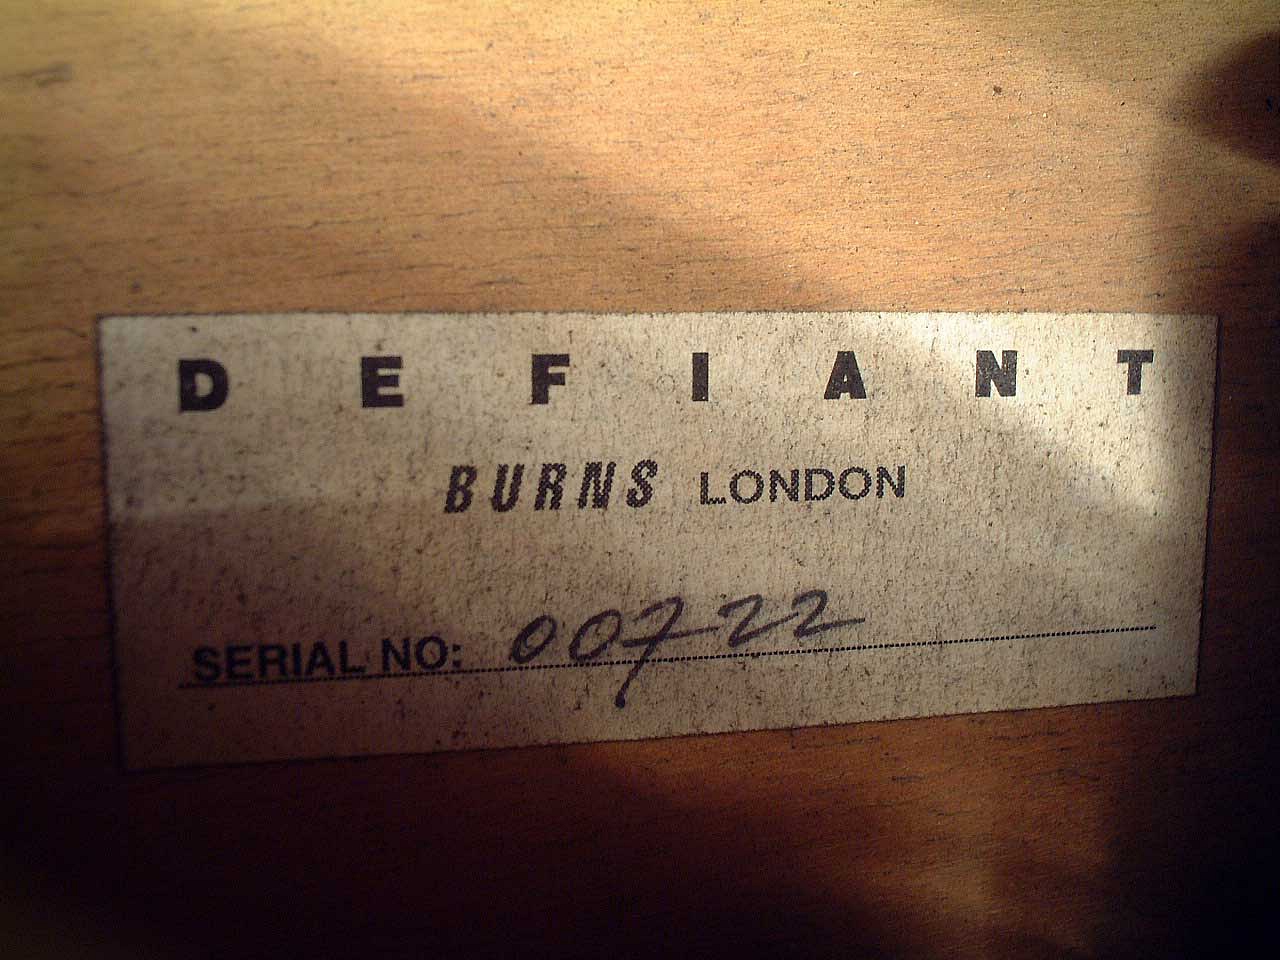 DEFIANT
BURNS LONDON
SERIAL NO: 00722